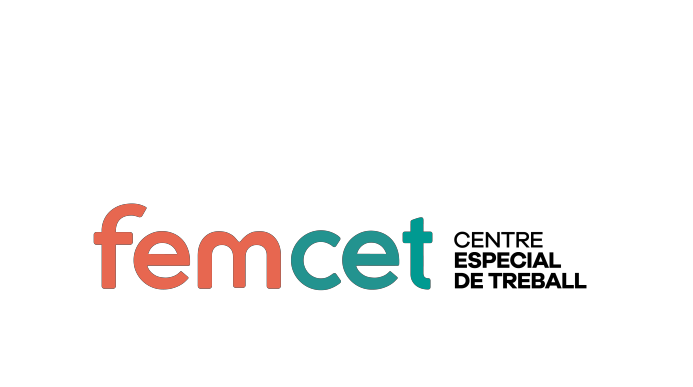 femcet
CENTRE
ESPECIAL
DE TREBALL